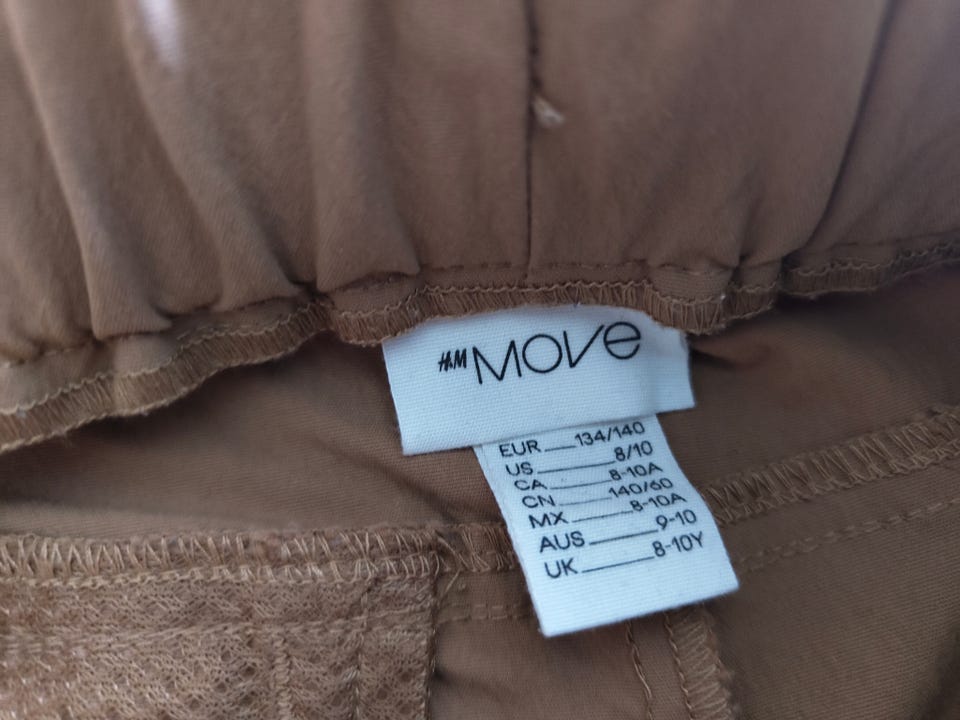 H&M MOVE
EUR 134/140
US 8/10
CA 8-10A
CN 140/60
MX 8-10A
AUS 9-10
UK 8-10Y